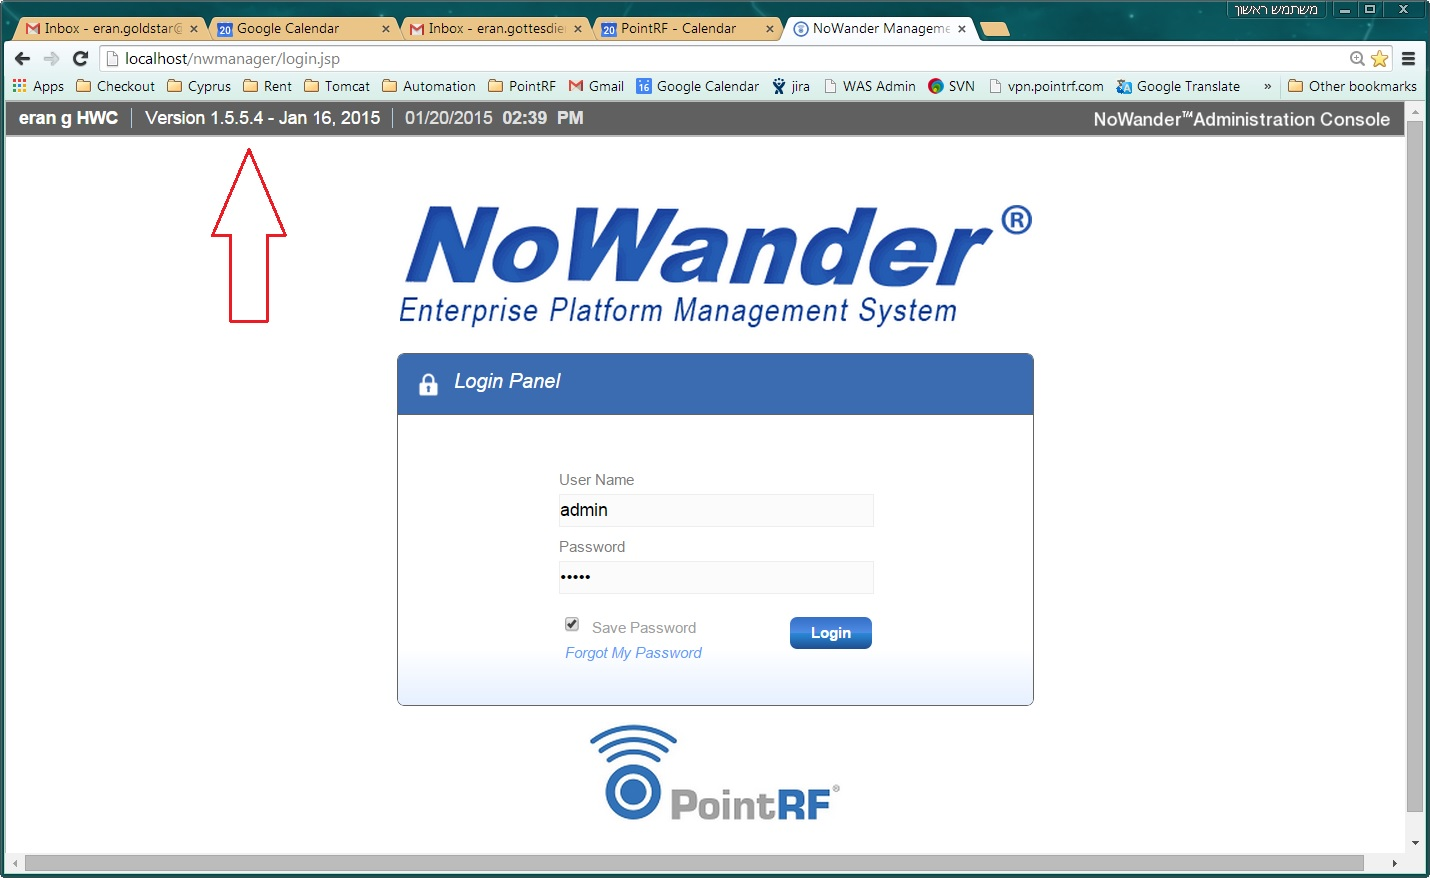 משתמש ראשון
Inbox - eran.goldstar@
Google Calendar
Inbox - eran.gottesdie
PointRF - Calendar
NoWander Manageme
localhost/nwmanager/login.jsp
Apps Checkout Cyprus Rent Tomcat Automation PointRF Gmail Google Calendar jira WAS Admin SVN vpn.pointrf.com Google Translate » Other bookmarks
eran g HWC Version 1.5.5.4 - Jan 16, 2015 01/20/2015 02:39 PM NoWander™Administration Console
NoWander®
Enterprise Platform Management System
Login Panel
User Name
admin
Password
•••••
Save Password Login
Forgot My Password
PointRF®